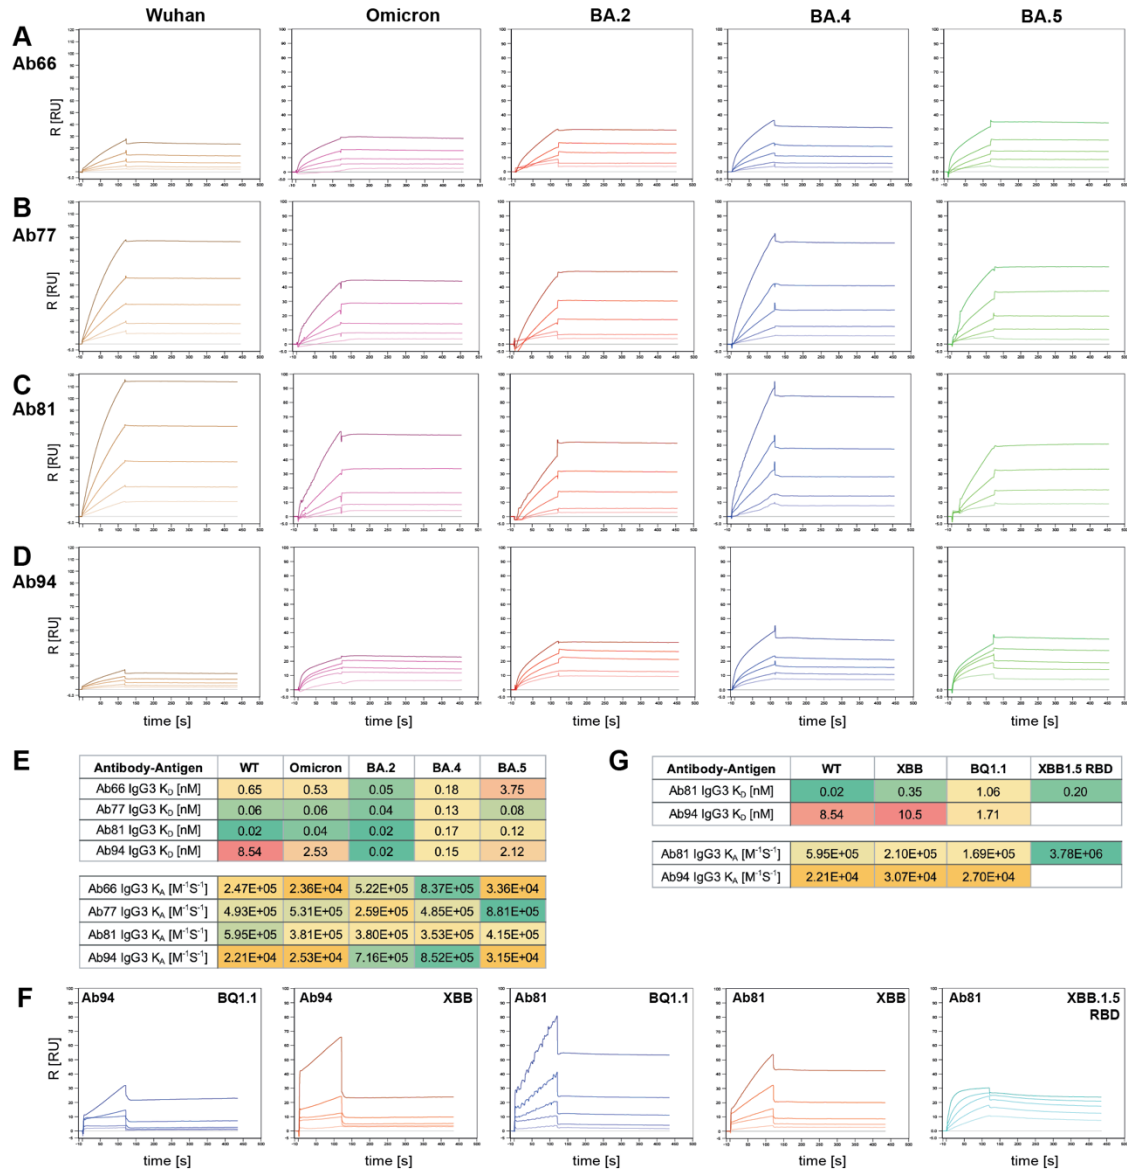 Wuhan Omicron BA.2 BA.4 BA.5
A
Ab66
R [RU]
B
Ab77
R [RU]
C
Ab81
R [RU]
D
Ab94
R [RU]
time [s] time [s] time [s] time [s] time [s]
E
Antibody-Antigen WT Omicron BA.2 BA.4 BA.5
Ab66 IgG3 K_D [nM] 0.65 0.53 0.05 0.18 3.75
Ab77 IgG3 K_D [nM] 0.06 0.06 0.04 0.13 0.08
Ab81 IgG3 K_D [nM] 0.02 0.04 0.02 0.17 0.12
Ab94 IgG3 K_D [nM] 8.54 2.53 0.02 0.15 2.12
Ab66 IgG3 K_A [M⁻¹S⁻¹] 2.47E+05 2.36E+04 5.22E+05 8.37E+05 3.36E+04
Ab77 IgG3 K_A [M⁻¹S⁻¹] 4.93E+05 5.31E+05 2.59E+05 4.85E+05 8.81E+05
Ab81 IgG3 K_A [M⁻¹S⁻¹] 5.95E+05 3.81E+05 3.80E+05 3.53E+05 4.15E+05
Ab94 IgG3 K_A [M⁻¹S⁻¹] 2.21E+04 2.53E+04 7.16E+05 8.52E+05 3.15E+04
G
Antibody-Antigen WT XBB BQ1.1 XBB1.5 RBD
Ab81 IgG3 K_D [nM] 0.02 0.35 1.06 0.20
Ab94 IgG3 K_D [nM] 8.54 10.5 1.71
Ab81 IgG3 K_A [M⁻¹S⁻¹] 5.95E+05 2.10E+05 1.69E+05 3.78E+06
Ab94 IgG3 K_A [M⁻¹S⁻¹] 2.21E+04 3.07E+04 2.70E+04
F
Ab94 BQ1.1
Ab94 XBB
Ab81 BQ1.1
Ab81 XBB
Ab81 XBB.1.5
RBD
R [RU]
time [s] time [s] time [s] time [s] time [s]